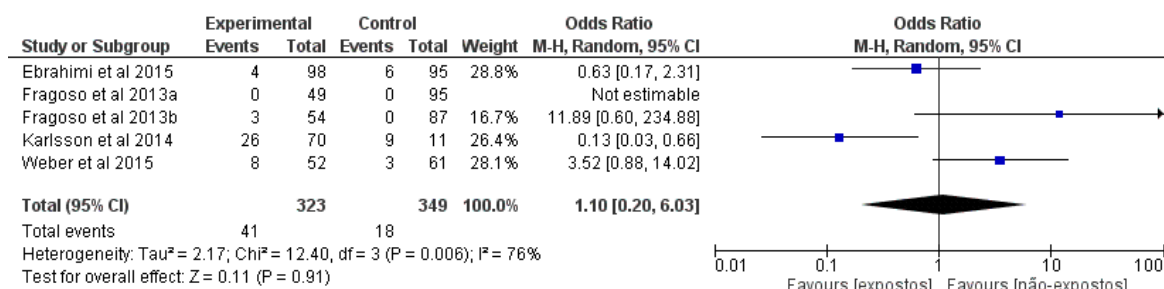 Experimental Control Odds Ratio Odds Ratio
Study or Subgroup Events Total Events Total Weight M-H, Random, 95% CI M-H, Random, 95% CI
Ebrahimi et al 2015 4 98 6 95 28.8% 0.63 [0.17, 2.31]
Fragoso et al 2013a 0 49 0 95 Not estimable
Fragoso et al 2013b 3 54 0 87 16.7% 11.89 [0.60, 234.88]
Karlsson et al 2014 26 70 9 11 26.4% 0.13 [0.03, 0.66]
Weber et al 2015 8 52 3 61 28.1% 3.52 [0.88, 14.02]
Total (95% CI) 323 349 100.0% 1.10 [0.20, 6.03]
Total events 41 18
Heterogeneity: Tau² = 2.17; Chi² = 12.40, df = 3 (P = 0.006); I² = 76%
Test for overall effect: Z = 0.11 (P = 0.91)
0.01 0.1 1 10 100
Favours [expostos] Favours [não-expostos]